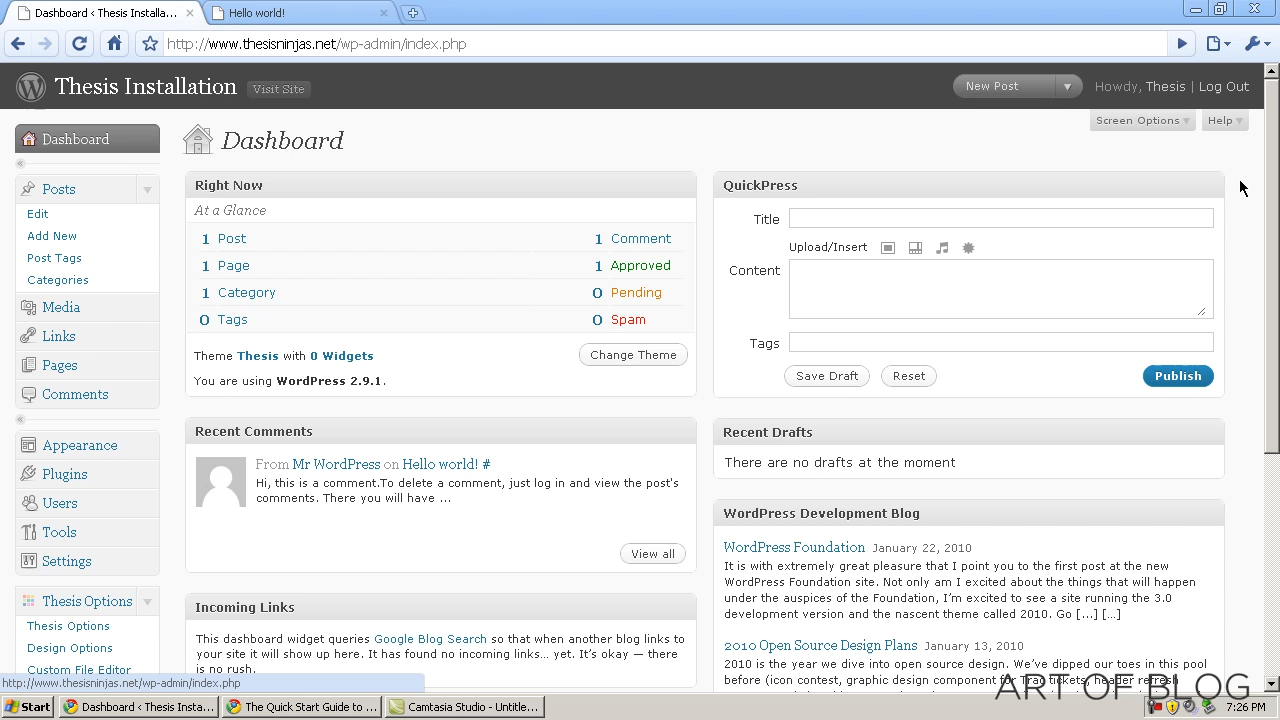 Dashboard ‹ Thesis Installa...
Hello world!
http://www.thesisninjas.net/wp-admin/index.php
Thesis Installation
Visit Site
New Post
Howdy, Thesis | Log Out
Screen Options
Help
Dashboard
Posts
Edit
Add New
Post Tags
Categories
Media
Links
Pages
Comments
Appearance
Plugins
Users
Tools
Settings
Thesis Options
Thesis Options
Design Options
Custom File Editor
Dashboard
Right Now
At a Glance
1 Post 1 Comment
1 Page 1 Approved
1 Category 0 Pending
0 Tags 0 Spam
Theme Thesis with 0 Widgets
Change Theme
You are using WordPress 2.9.1.
Recent Comments
From Mr WordPress on Hello world! #
Hi, this is a comment.To delete a comment, just log in and view the post's
comments. There you will have ...
View all
Incoming Links
This dashboard widget queries Google Blog Search so that when another blog links to
your site it will show up here. It has found no incoming links... yet. It's okay — there
is no rush.
QuickPress
Title
Upload/Insert
Content
Tags
Save Draft
Reset
Publish
Recent Drafts
There are no drafts at the moment
WordPress Development Blog
WordPress Foundation January 22, 2010
It is with extremely great pleasure that I point you to the first post at the new
WordPress Foundation site. Not only am I excited about the things that will happen
under the auspices of the Foundation, I'm excited to see a site running the 3.0
development version and the nascent theme called 2010. Go [...] [...]
2010 Open Source Design Plans January 13, 2010
2010 is the year we dive into open source design. We've dipped our toes in this pool
before (icon contest, graphic design component for Trac tickets, header refresh
ART OF BLOG
http://www.thesisninjas.net/wp-admin/index.php
Start
Dashboard ‹ Thesis Insta...
The Quick Start Guide to ...
Camtasia Studio - Untitle...
7:26 PM